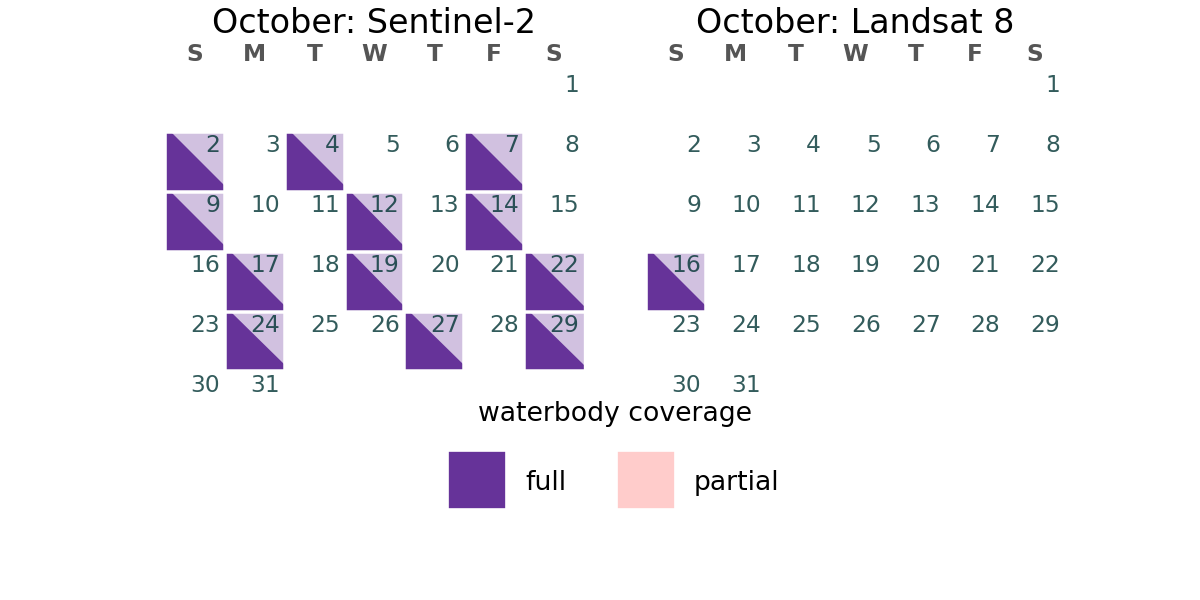 October: Sentinel-2
S M T W T F S
1
2 3 4 5 6 7 8
9 10 11 12 13 14 15
16 17 18 19 20 21 22
23 24 25 26 27 28 29
30 31
October: Landsat 8
S M T W T F S
1
2 3 4 5 6 7 8
9 10 11 12 13 14 15
16 17 18 19 20 21 22
23 24 25 26 27 28 29
30 31
waterbody coverage
full partial